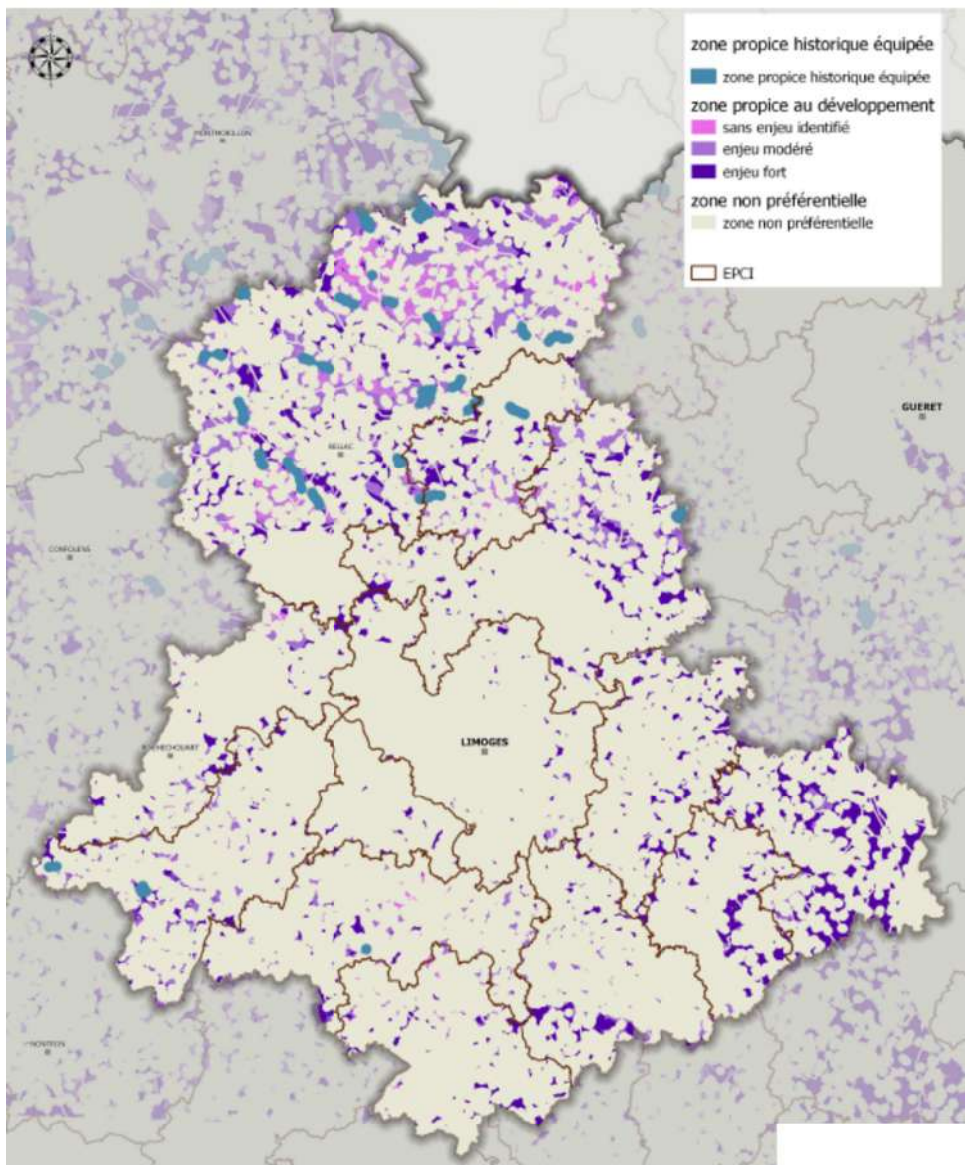 zone propice historique équipée
zone propice historique équipée
zone propice au développement
sans enjeu identifié
enjeu modéré
enjeu fort
zone non préférentielle
zone non préférentielle
EPCI
MONTMORILLON
GUERET
BELLAC
CONFOLENS
LIMOGES
ROCHECHOUART
NONTRON